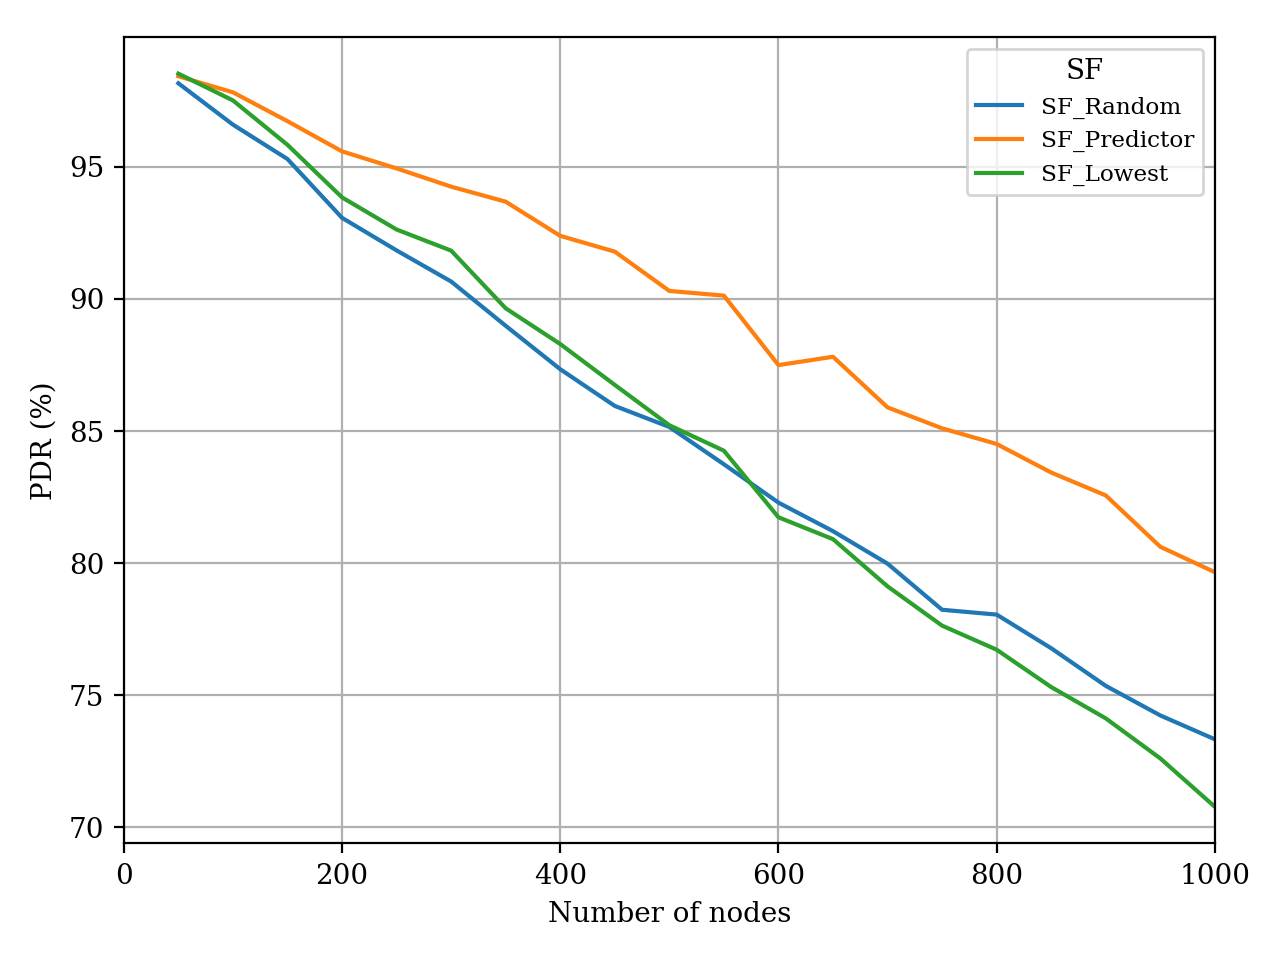 SF
SF_Random
SF_Predictor
SF_Lowest
95
90
85
80
75
70
PDR (%)
0 200 400 600 800 1000
Number of nodes